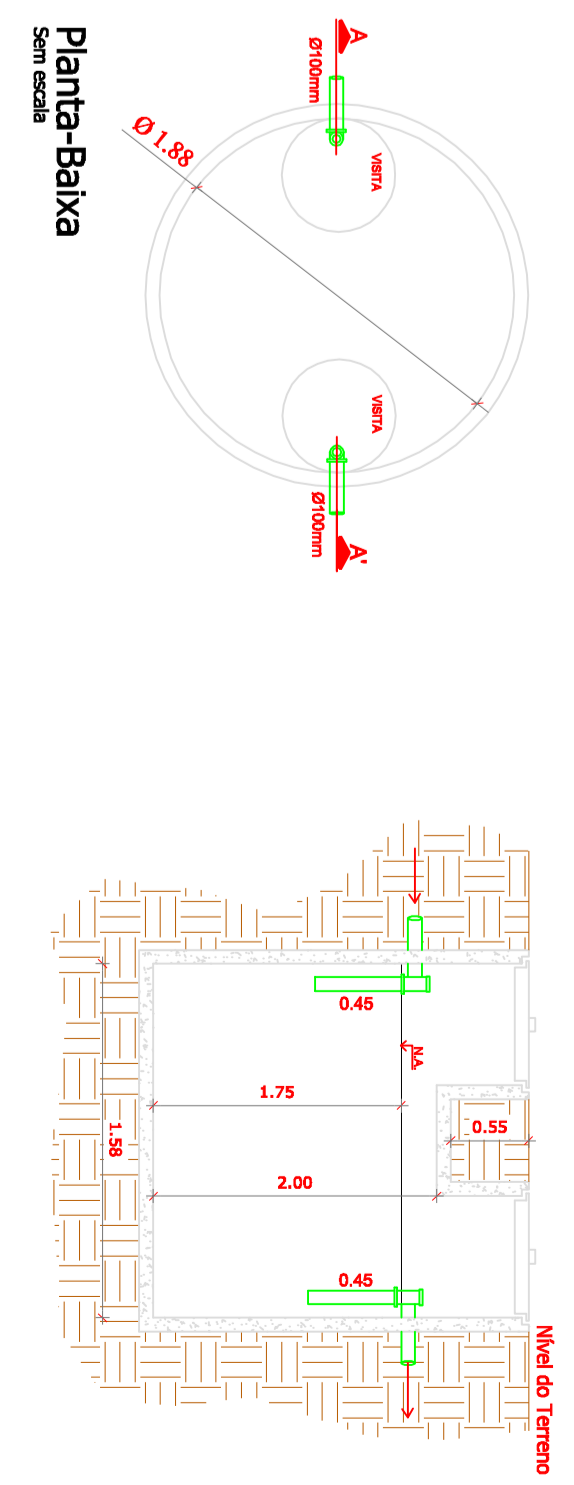 A
Ø100mm
VISITA
Ø 1.88
VISITA
Ø100mm
A'
Planta-Baixa
Sem escala
0.45
N.A.
1.75
0.55
1.58
2.00
0.45
Nível do Terreno